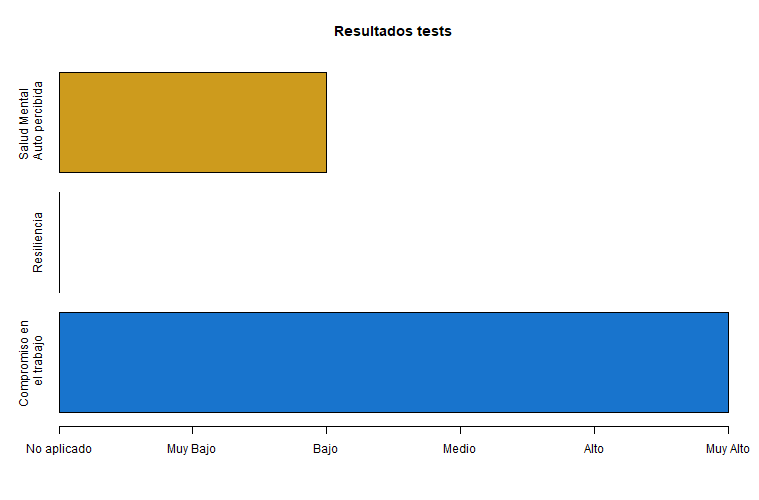 Resultados tests
Salud Mental
Auto percibida
Resiliencia
Compromiso en
el trabajo
No aplicado
Muy Bajo
Bajo
Medio
Alto
Muy Alto